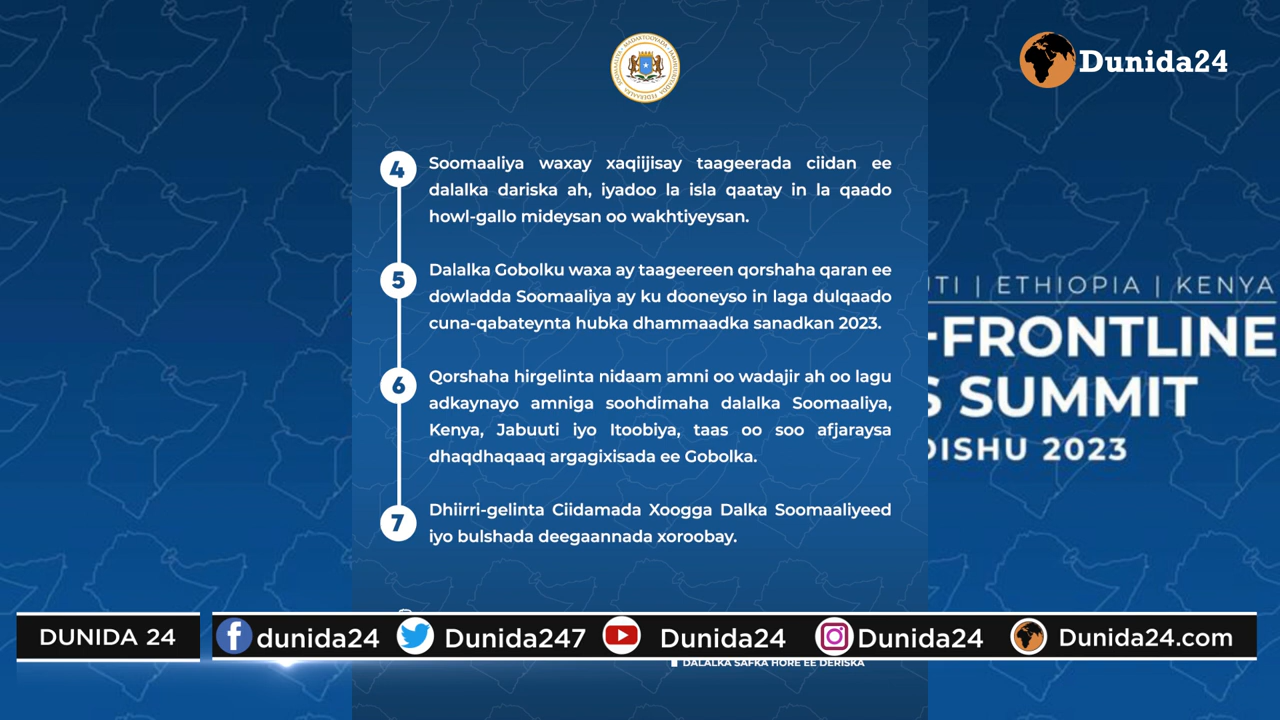 Dunida24
4 Soomaaliya waxay xaqiijisay taageerada ciidan ee
dalalka dariska ah, iyadoo la isla qaatay in la qaado
howl-gallo mideysan oo wakhtiyeysan.
5 Dalalka Gobolku waxa ay taageereen qorshaha qaran ee
dowladda Soomaaliya ay ku dooneyso in laga dulqaado
cuna-qabateynta hubka dhammaadka sanadkan 2023.
6 Qorshaha hirgelinta nidaam amni oo wadajir ah oo lagu
adkaynayo amniga soohdimaha dalalka Soomaaliya,
Kenya, Jabuuti iyo Itoobiya, taas oo soo afjaraysa
dhaqdhaqaaq argagixisada ee Gobolka.
7 Dhiirri-gelinta Ciidamada Xoogga Dalka Soomaaliyeed
iyo bulshada deegaannada xoroobay.
UTI | ETHIOPIA | KENYA
-FRONTLINE
S SUMMIT
DISHU 2023
DUNIDA 24
dunida24
Dunida247
Dunida24
Dunida24
Dunida24.com
DALALKA SAFKA HORE EE DERISKA